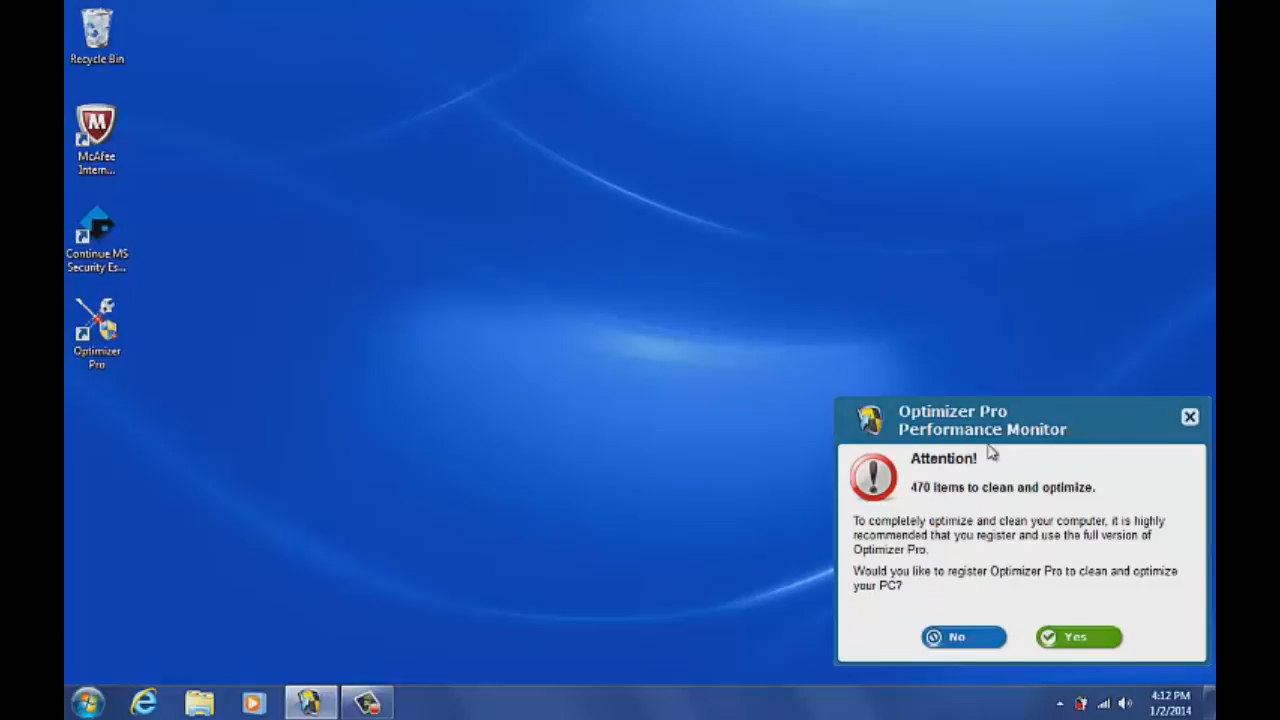 Recycle Bin
McAfee
Intern...
Continue MS
Security Es...
Optimizer
Pro
Optimizer Pro
Performance Monitor
Attention!
470 items to clean and optimize.
To completely optimize and clean your computer, it is highly
recommended that you register and use the full version of
Optimizer Pro.
Would you like to register Optimizer Pro to clean and optimize
your PC?
No
Yes
4:12 PM
1/2/2014